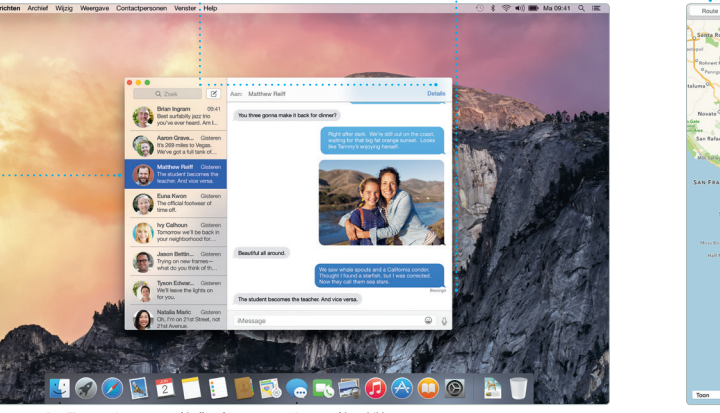 richten Archief Wijzig Weergave Contactpersonen Venster Help
Ma 09:41
Zoek
Brian Ingram 09:41
Best surfabily jazz trio
you've ever heard. Am I...
Aaron Grave... Gisteren
It's 269 miles to Vegas.
We've got a full tank of...
Matthew Reiff Gisteren
The student becomes the
teacher. And vice versa.
Euna Kwon Gisteren
The official footwear of
time off.
Ivy Calhoun Gisteren
Tomorrow we'll be back in
your neighborhood for...
Jason Bettin... Gisteren
Trying on new frames—
what do you think of th...
Tyson Edwar... Gisteren
We'll leave the lights on
for you.
Natalia Maric Gisteren
Oh, I'm on 21st Street, not
21st Avenue.
Aan: Matthew Reiff Details
You three gonna make it back for dinner?
Right after dark. We're still out on the coast,
waiting for that big fat orange sunset. Looks
like Tammy's enjoying herself.
Beautiful all around.
We saw whale spouts and a California condor.
Thought I found a starfish, but I was corrected.
Now they call them sea stars.
Bezorgd
The student becomes the teacher. And vice versa.
iMessage
2
Route
Santa Ro
Rohnert
taluma
Novato
San Rafae
SAN FRA
Toon